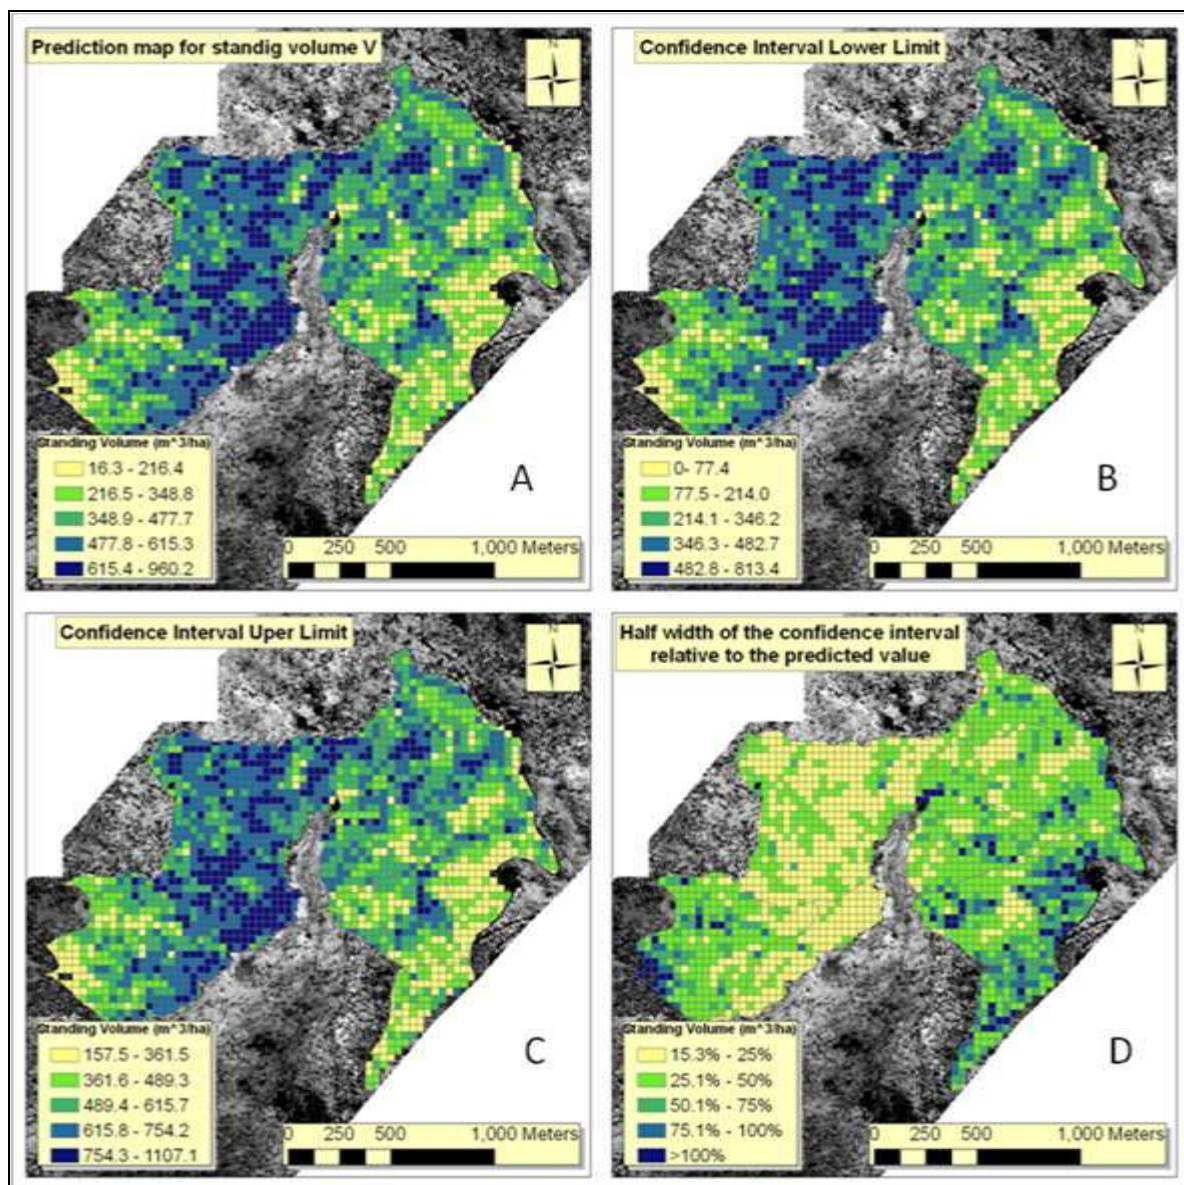 Prediction map for standig volume V
N
Standing Volume (m^3/ha)
16.3 - 216.4
216.5 - 348.8
348.9 - 477.7
477.8 - 615.3
615.4 - 960.2
A
0 250 500 1,000 Meters
Confidence Interval Lower Limit
N
Standing Volume (m^3/ha)
0- 77.4
77.5 - 214.0
214.1 - 346.2
346.3 - 482.7
482.8 - 813.4
B
0 250 500 1,000 Meters
Confidence Interval Uper Limit
N
Standing Volume (m^3/ha)
157.5 - 361.5
361.6 - 489.3
489.4 - 615.7
615.8 - 754.2
754.3 - 1107.1
C
0 250 500 1,000 Meters
Half width of the confidence interval
relative to the predicted value
N
Standing Volume (m^3/ha)
15.3% - 25%
25.1% - 50%
50.1% - 75%
75.1% - 100%
>100%
D
0 250 500 1,000 Meters